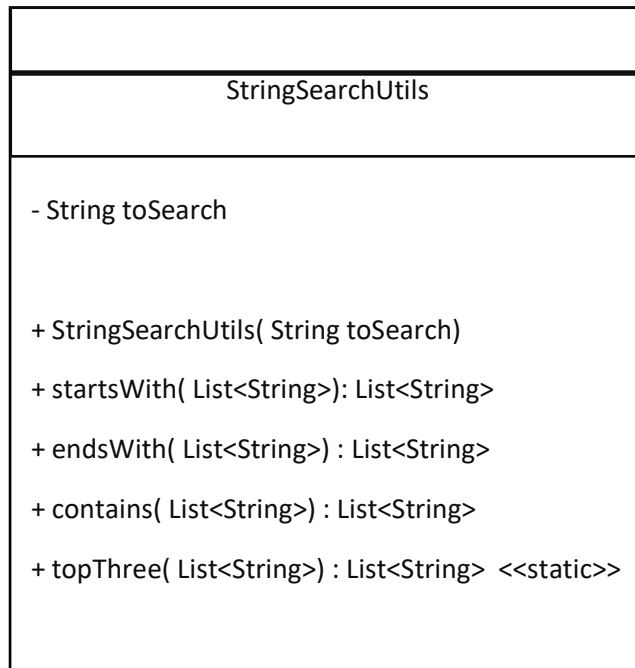 StringSearchUtils
- String toSearch
+ StringSearchUtils( String toSearch)
+ startsWith( List<String>): List<String>
+ endsWith( List<String>) : List<String>
+ contains( List<String>) : List<String>
+ topThree( List<String>) : List<String> <<static>>